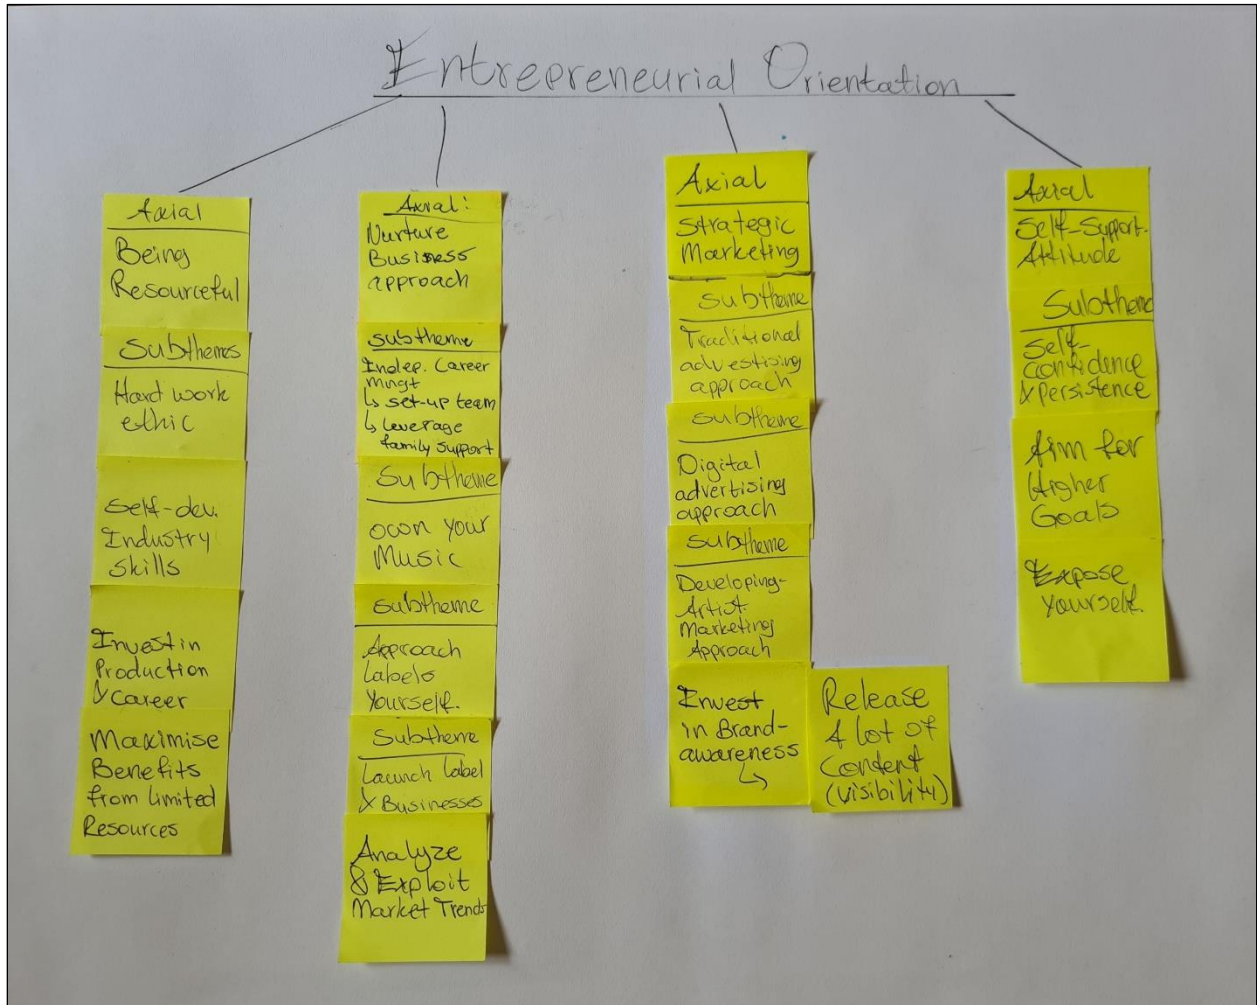 Entrepreneurial Orientation
Axial
Being
Resourceful
Subthemes
Hard work
ethic
Self-dev.
Industry
Skills
Invest in
Production
& Career
Maximise
Benefits
from limited
Resources
Axial:
Nurture
Business
approach
subtheme
Indep. Career
mngt
↳ set-up team
↳ leverage
family support
Subtheme
own your
Music
subtheme
Approach
Labels
Yourself.
Subtheme
Launch Label
& Businesses
Analyze
& Exploit
Market Trends
Axial
Strategic
Marketing
subtheme
Traditional
advestising
approach
subtheme
Digital
advertising
approach
subtheme
Developing-
Artist-
Marketing
Approach
Invest
in Brand-
awareness
↳
Release
A lot of
Content
(visibility)
Axial
Self-Support-
Attitude
Subtheme
Self-
confidence
& persistence
Aim for
Higher
Goals
Expose
Yourself.